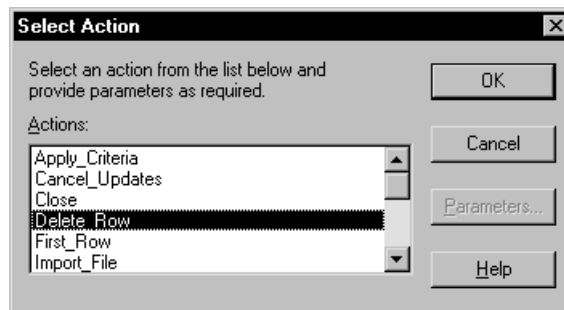 Select Action
Select an action from the list below and
provide parameters as required.
Actions:
Apply_Criteria
Cancel_Updates
Close
Delete_Row
First_Row
Import_File
OK
Cancel
Parameters...
Help